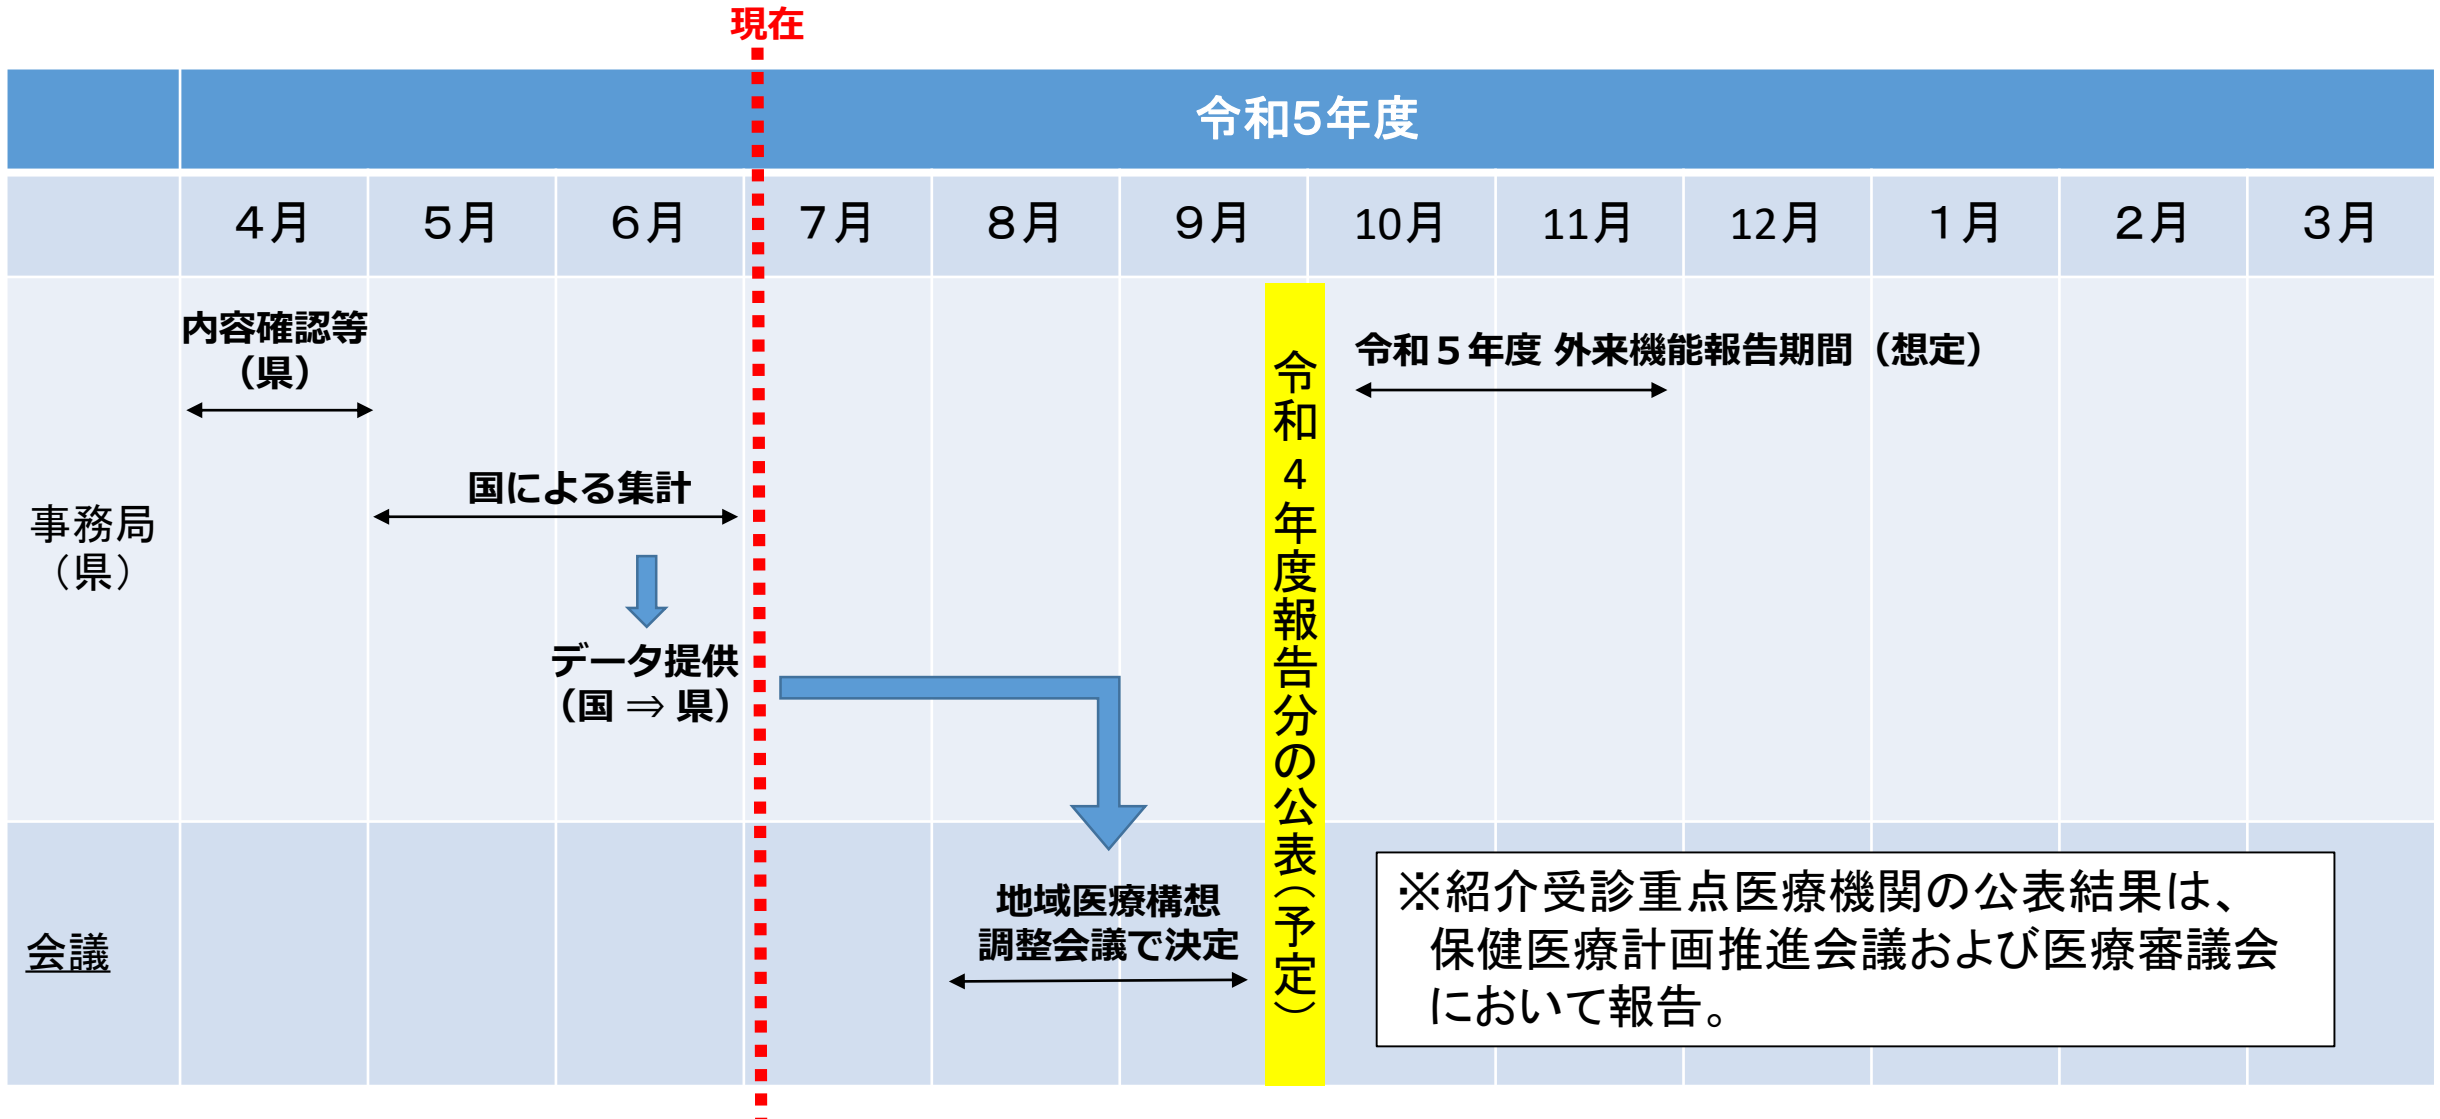 現在
令和５年度
４月
５月
６月
７月
８月
９月
10月
11月
12月
１月
２月
３月
事務局
（県）
内容確認等
（県）
国による集計
データ提供
（国 ⇒ 県）
令和４年度報告分の公表（予定）
令和５年度 外来機能報告期間（想定）
会議
地域医療構想
調整会議で決定
※紹介受診重点医療機関の公表結果は、
保健医療計画推進会議および医療審議会
において報告。